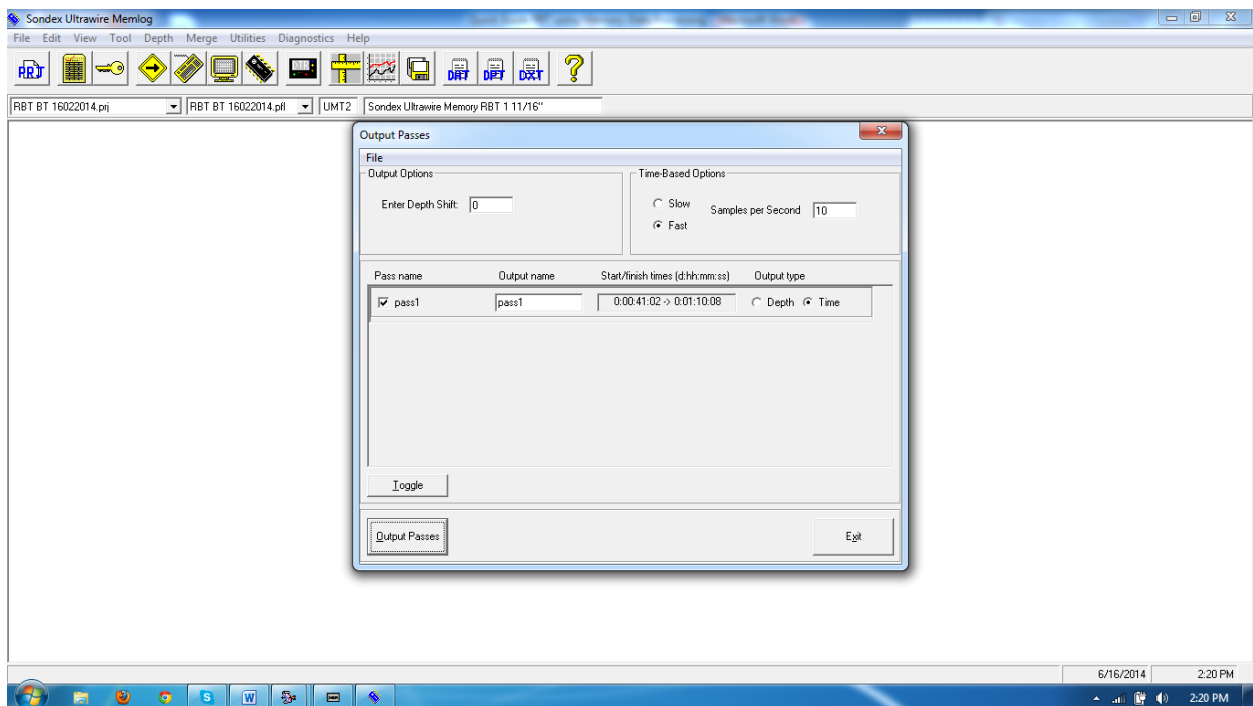 Sondex Ultrawire Memlog
File Edit View Tool Depth Merge Utilities Diagnostics Help
PRJ DAT DPT DXT ?
RBT BT 16022014.prj RBT BT 16022014.pfl UMT2 Sondex Ultrawire Memory RBT 1 11/16"
Output Passes
File
Output Options
Time-Based Options
Enter Depth Shift: 0
Slow
Fast
Samples per Second 10
Pass name Output name Start/finish times (d:hh:mm:ss) Output type
pass1 pass1 0:00:41:02 -> 0:01:10:08 Depth Time
Toggle
Output Passes Exit
6/16/2014 2:20 PM
S W 2:20 PM